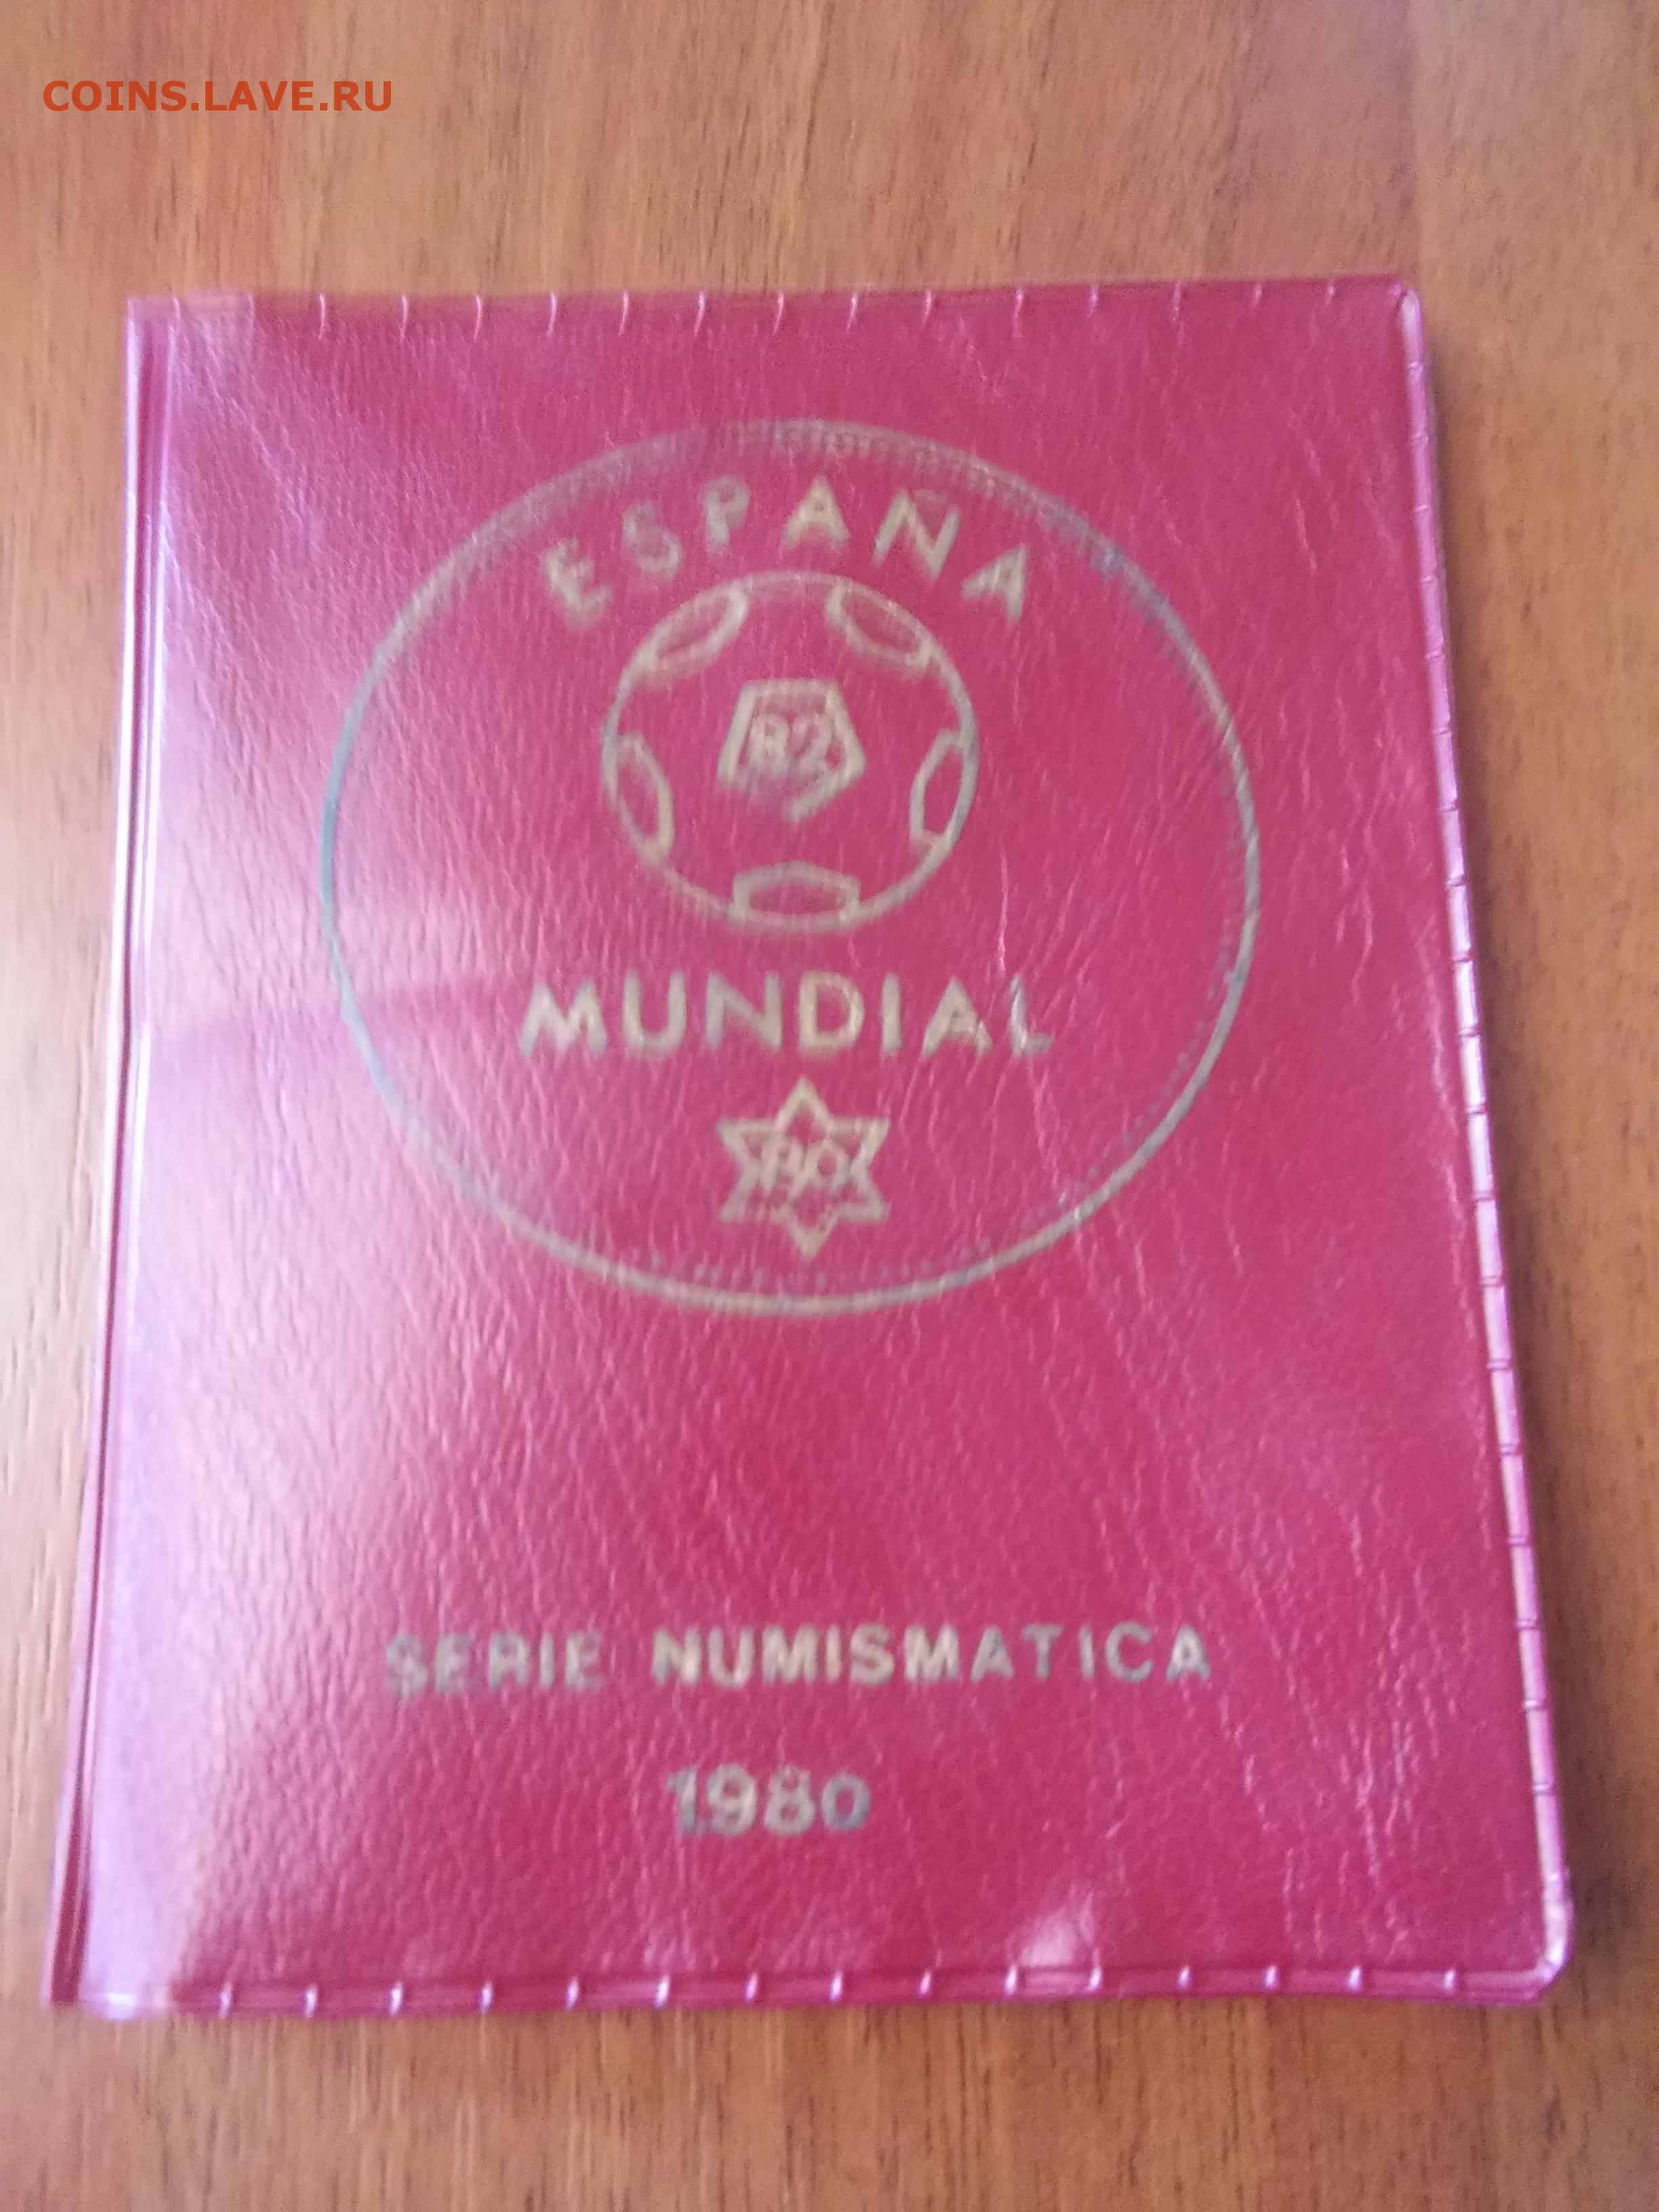 COINS.LAVE.RU
ESPAÑA
82
MUNDIAL
80
SERIE NUMISMATICA
1980